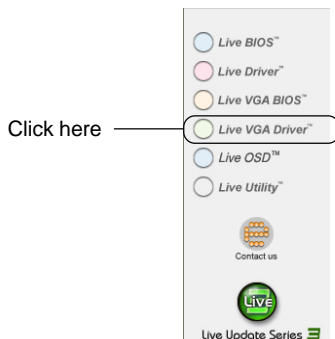 Live BIOS™
Live Driver™
Live VGA BIOS™
Click here
Live VGA Driver™
Live OSD™
Live Utility™
Contact us
LIVE
Live Update Series 3